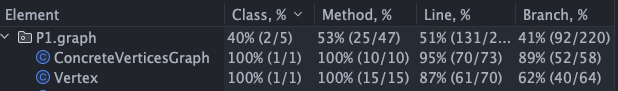 Element Class, % Method, % Line, % Branch, %
P1.graph 40% (2/5) 53% (25/47) 51% (131/2... 41% (92/220)
ConcreteVerticesGraph 100% (1/1) 100% (10/10) 95% (70/73) 89% (52/58)
Vertex 100% (1/1) 100% (15/15) 87% (61/70) 62% (40/64)